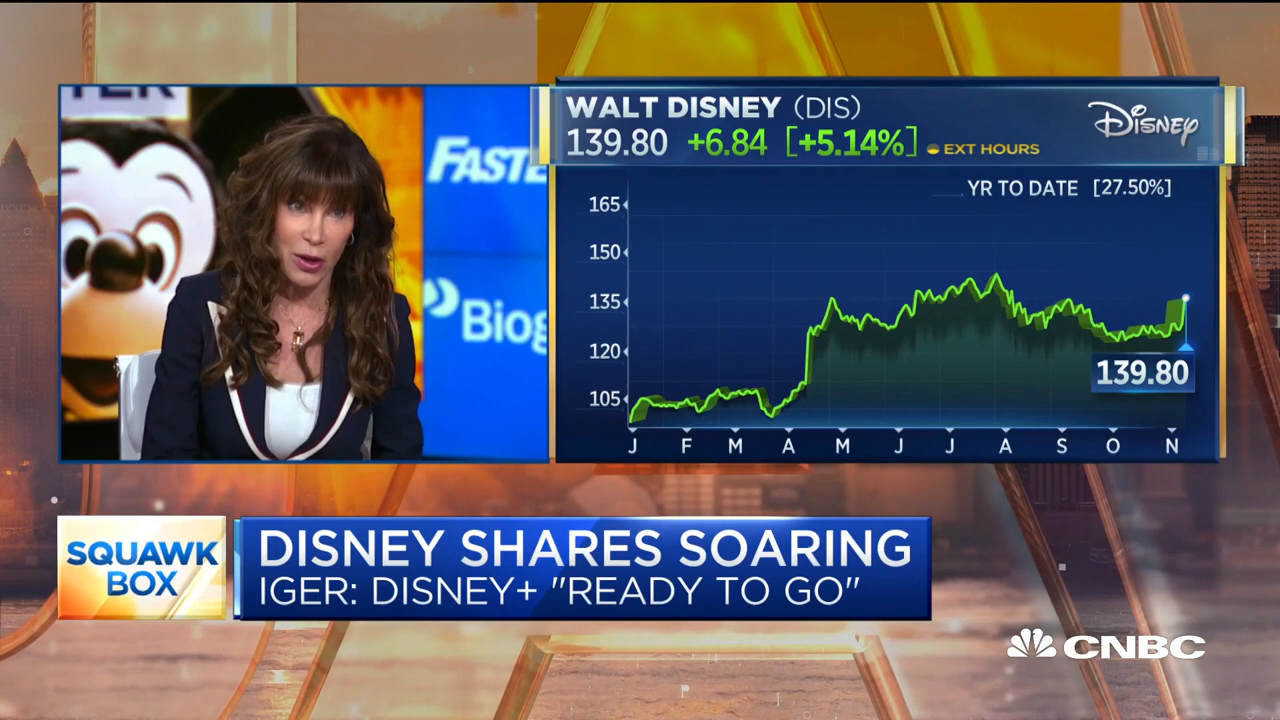 TER
FASTE
Biog
WALT DISNEY (DIS)
139.80 +6.84 [+5.14%] EXT HOURS
Disney
YR TO DATE [27.50%]
165
150
135
120
105
139.80
J F M A M J J A S O N
SQUAWK
BOX
DISNEY SHARES SOARING
IGER: DISNEY+ "READY TO GO"
CNBC